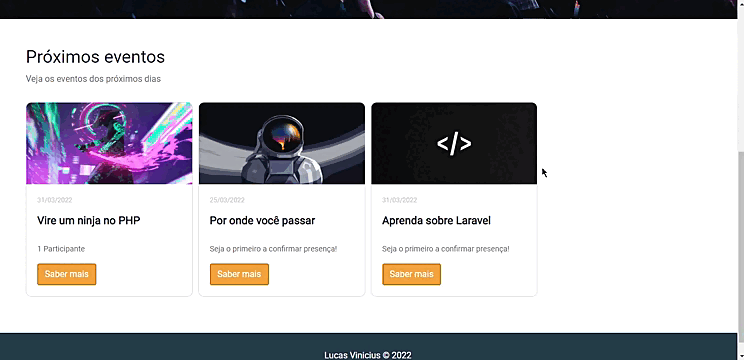 Próximos eventos
Veja os eventos dos próximos dias
</>
31/03/2022
Vire um ninja no PHP
1 Participante
Saber mais
25/03/2022
Por onde você passar
Seja o primeiro a confirmar presença!
Saber mais
31/03/2022
Aprenda sobre Laravel
Seja o primeiro a confirmar presença!
Saber mais
Lucas Vinicius © 2022